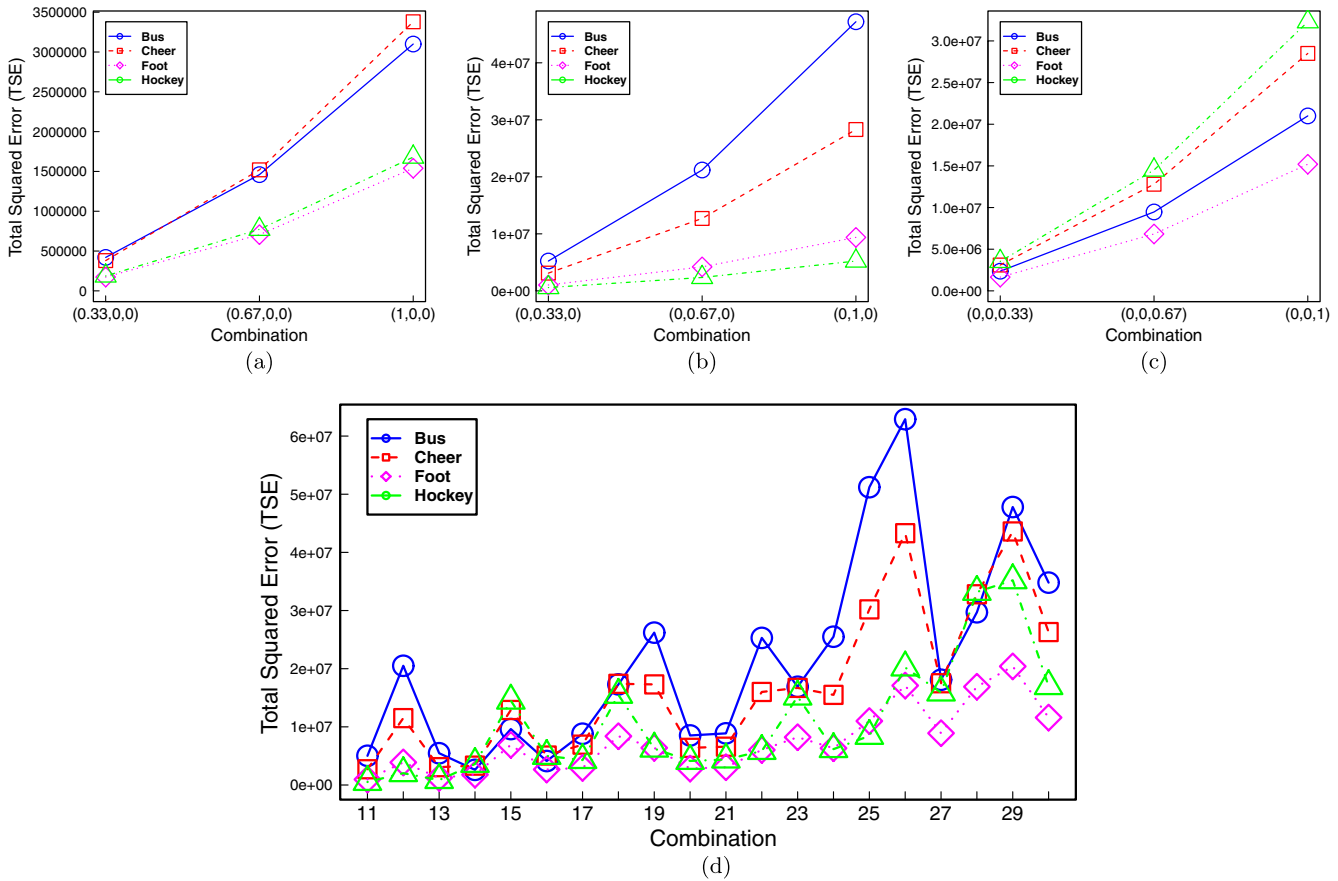 Total Squared Error (TSE)
3500000
3000000
2500000
2000000
1500000
1000000
500000
0
Bus
Cheer
Foot
Hockey
(0.33,0,0)
(0.67,0,0)
(1,0,0)
Combination
(a)
Total Squared Error (TSE)
4e+07
3e+07
2e+07
1e+07
0e+00
Bus
Cheer
Foot
Hockey
(0,0.33,0)
(0,0.67,0)
(0,1,0)
Combination
(b)
Total Squared Error (TSE)
3.0e+07
2.0e+07
1.5e+07
1.0e+07
5.0e+06
0.0e+00
Bus
Cheer
Foot
Hockey
(0,0,0.33)
(0,0,0.67)
(0,0,1)
Combination
(c)
Total Squared Error (TSE)
6e+07
5e+07
4e+07
3e+07
2e+07
1e+07
0e+00
Bus
Cheer
Foot
Hockey
11
13
15
17
19
21
23
25
27
29
Combination
(d)